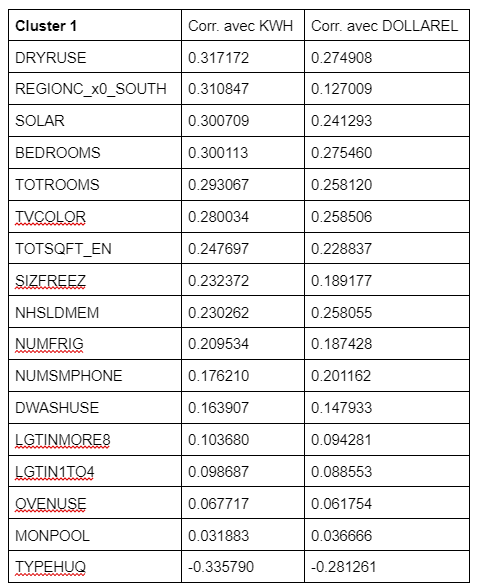 Cluster 1 Corr. avec KWH Corr. avec DOLLAREL
DRYRUSE 0.317172 0.274908
REGIONC_x0_SOUTH 0.310847 0.127009
SOLAR 0.300709 0.241293
BEDROOMS 0.300113 0.275460
TOTROOMS 0.293067 0.258120
TVCOLOR 0.280034 0.258506
TOTSQFT_EN 0.247697 0.228837
SIZFREEZ 0.232372 0.189177
NHSLDMEM 0.230262 0.258055
NUMFRIG 0.209534 0.187428
NUMSMPHONE 0.176210 0.201162
DWASHUSE 0.163907 0.147933
LGTINMORE8 0.103680 0.094281
LGTIN1TO4 0.098687 0.088553
OVENUSE 0.067717 0.061754
MONPOOL 0.031883 0.036666
TYPEHUQ -0.335790 -0.281261